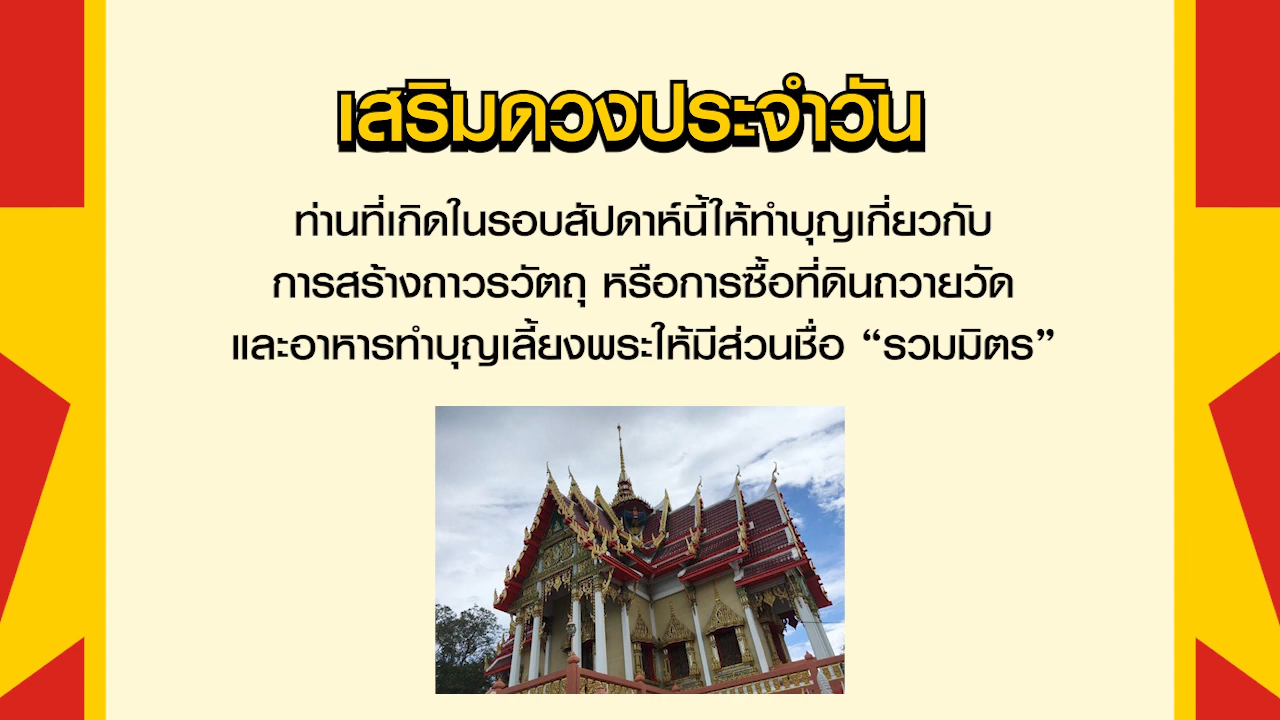 เสริมดวงประจำวัน
ท่านที่เกิดในรอบสัปดาห์นี้ให้ทำบุญเกี่ยวกับ
การสร้างถาวรวัตถุ หรือการซื้อที่ดินถวายวัด
และอาหารทำบุญเลี้ยงพระให้มีส่วนชื่อ “รวมมิตร”